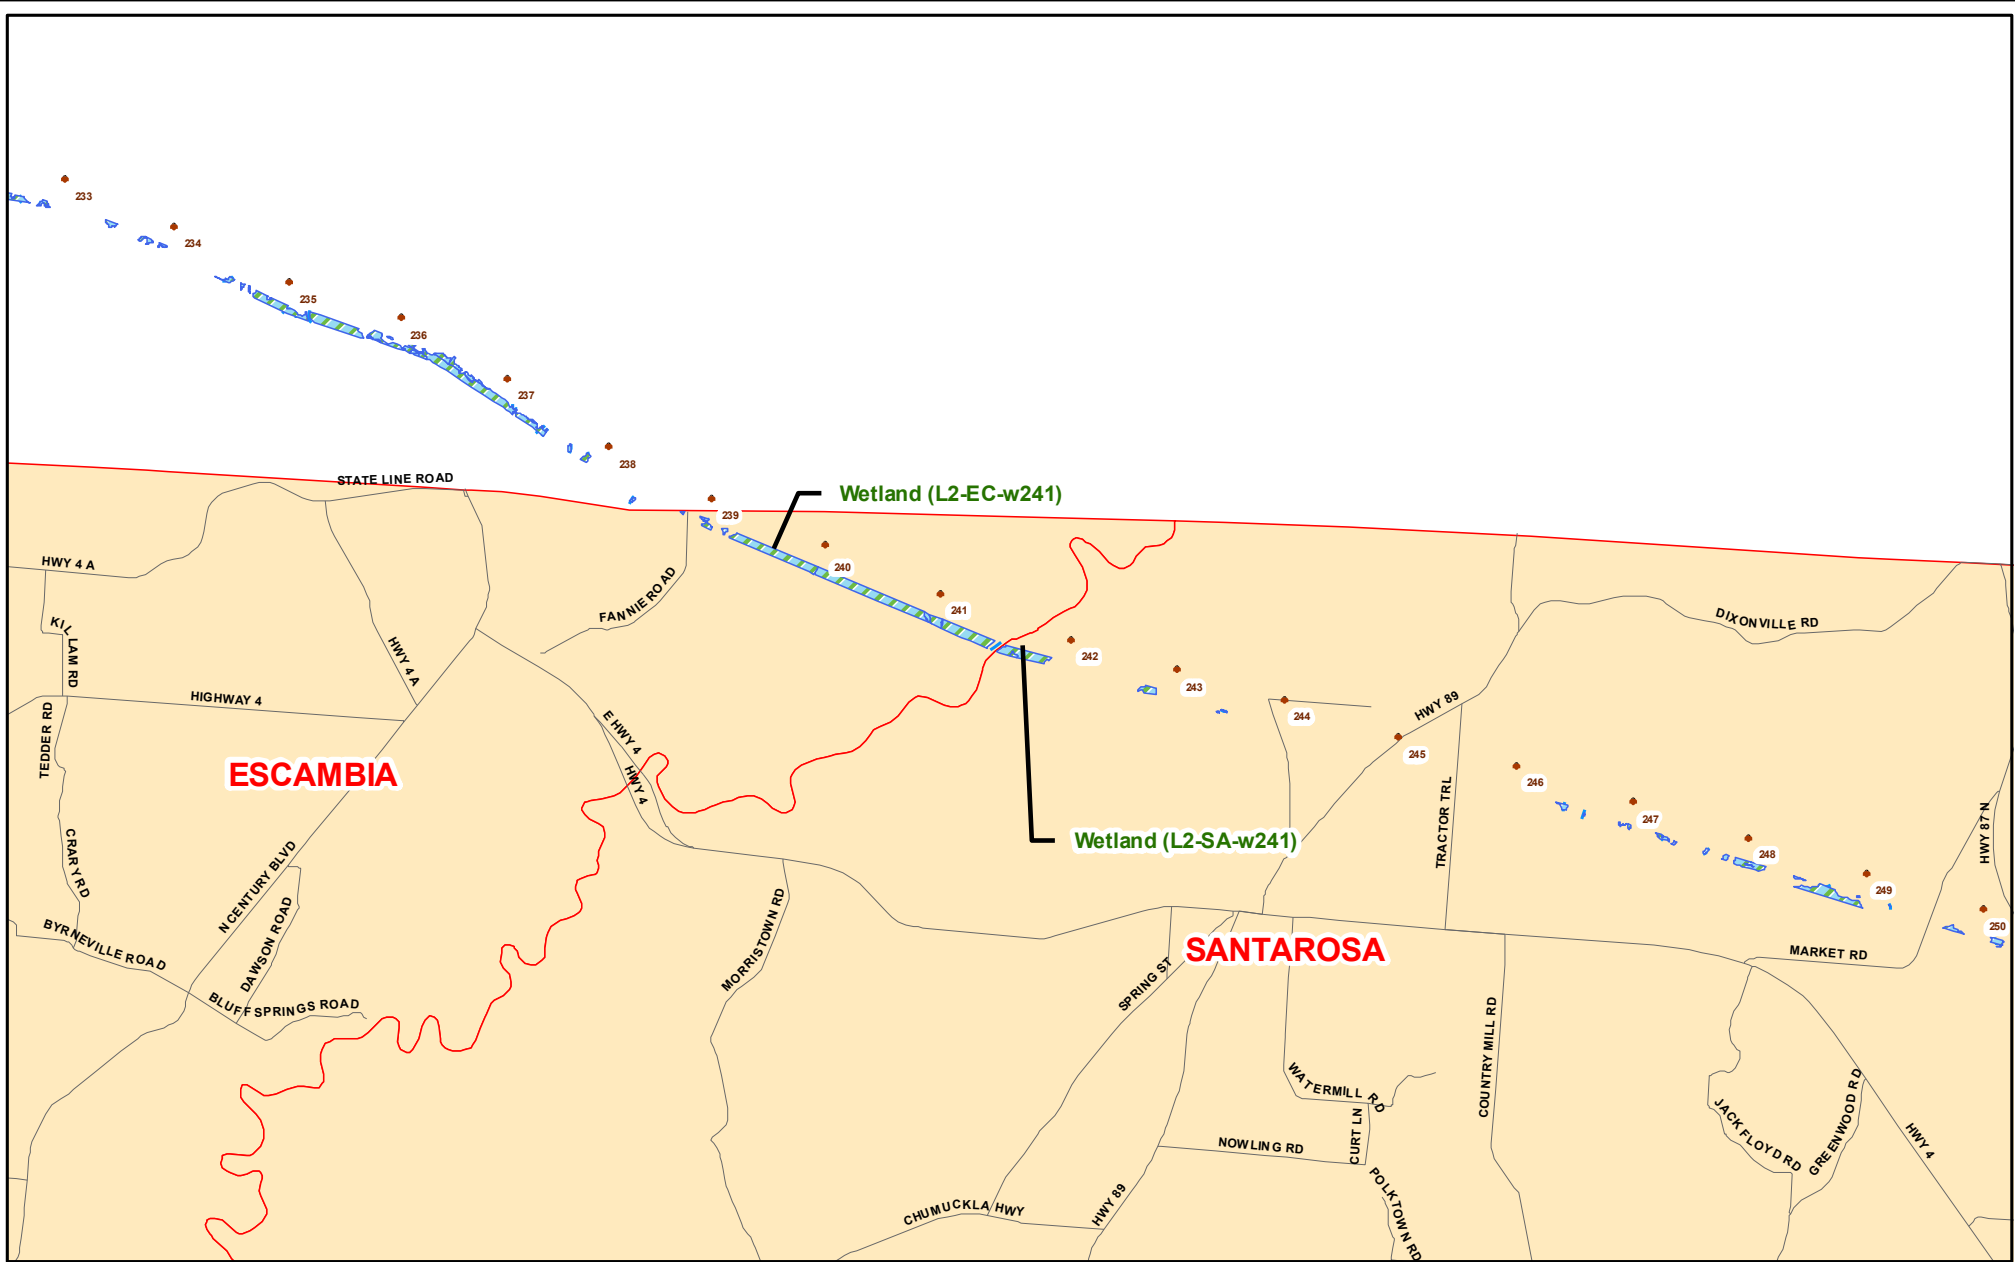 233
234
235
236
237
238
STATE LINE ROAD
Wetland (L2-EC-w241)
239
HWY 4 A
240
FANNIE ROAD
241
KILLAM RD
DIXONVILLE RD
HWY 4 A
242
243
HIGHWAY 4
HWY 89
244
TEDDER RD
E HWY 4
245
ESCAMBIA
HWY 4
246
TRACTOR TRL
247
HWY 87 N
Wetland (L2-SA-w241)
248
CRARY RD
N CENTURY BLVD
249
DAWSON ROAD
MORRISTOWN RD
250
BYRNEVILLE ROAD
SANTAROSA
MARKET RD
SPRING ST
BLUFF SPRINGS ROAD
COUNTRY MILL RD
WATERMILL RD
CURT LN
JACK FLOYD RD
GREENWOOD RD
HWY 4
NOWLING RD
POLKTOWN RD
HWY 89
CHUMUCKLA HWY